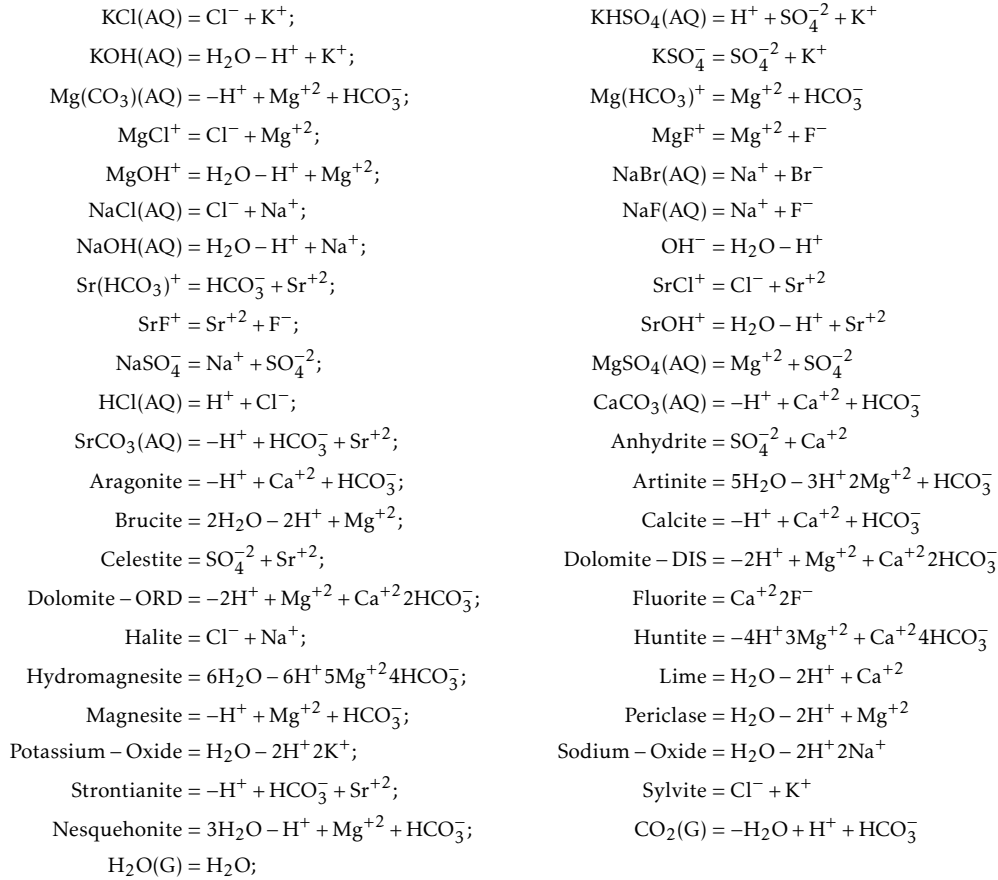 KCl(AQ) = Cl⁻ + K⁺; KHSO4(AQ) = H⁺ + SO₄⁻² + K⁺
KOH(AQ) = H₂O − H⁺ + K⁺; KSO₄⁻ = SO₄⁻² + K⁺
Mg(CO₃)(AQ) = −H⁺ + Mg⁺² + HCO₃⁻; Mg(HCO₃)⁺ = Mg⁺² + HCO₃⁻
MgCl⁺ = Cl⁻ + Mg⁺²; MgF⁺ = Mg⁺² + F⁻
MgOH⁺ = H₂O − H⁺ + Mg⁺²; NaBr(AQ) = Na⁺ + Br⁻
NaCl(AQ) = Cl⁻ + Na⁺; NaF(AQ) = Na⁺ + F⁻
NaOH(AQ) = H₂O − H⁺ + Na⁺; OH⁻ = H₂O − H⁺
Sr(HCO₃)⁺ = HCO₃⁻ + Sr⁺²; SrCl⁺ = Cl⁻ + Sr⁺²
SrF⁺ = Sr⁺² + F⁻; SrOH⁺ = H₂O − H⁺ + Sr⁺²
NaSO₄⁻ = Na⁺ + SO₄⁻²; MgSO₄(AQ) = Mg⁺² + SO₄⁻²
HCl(AQ) = H⁺ + Cl⁻; CaCO₃(AQ) = −H⁺ + Ca⁺² + HCO₃⁻
SrCO₃(AQ) = −H⁺ + HCO₃⁻ + Sr⁺²; Anhydrite = SO₄⁻² + Ca⁺²
Aragonite = −H⁺ + Ca⁺² + HCO₃⁻; Artinite = 5H₂O − 3H⁺2Mg⁺² + HCO₃⁻
Brucite = 2H₂O − 2H⁺ + Mg⁺²; Calcite = −H⁺ + Ca⁺² + HCO₃⁻
Celestite = SO₄⁻² + Sr⁺²; Dolomite − DIS = −2H⁺ + Mg⁺² + Ca⁺²2HCO₃⁻
Dolomite − ORD = −2H⁺ + Mg⁺² + Ca⁺²2HCO₃⁻; Fluorite = Ca⁺²2F⁻
Halite = Cl⁻ + Na⁺; Huntite = −4H⁺3Mg⁺² + Ca⁺²4HCO₃⁻
Hydromagnesite = 6H₂O − 6H⁺5Mg⁺²4HCO₃⁻; Lime = H₂O − 2H⁺ + Ca⁺²
Magnesite = −H⁺ + Mg⁺² + HCO₃⁻; Periclase = H₂O − 2H⁺ + Mg⁺²
Potassium − Oxide = H₂O − 2H⁺2K⁺; Sodium − Oxide = H₂O − 2H⁺2Na⁺
Strontianite = −H⁺ + HCO₃⁻ + Sr⁺²; Sylvite = Cl⁻ + K⁺
Nesquehonite = 3H₂O − H⁺ + Mg⁺² + HCO₃⁻; CO₂(G) = −H₂O + H⁺ + HCO₃⁻
H₂O(G) = H₂O;